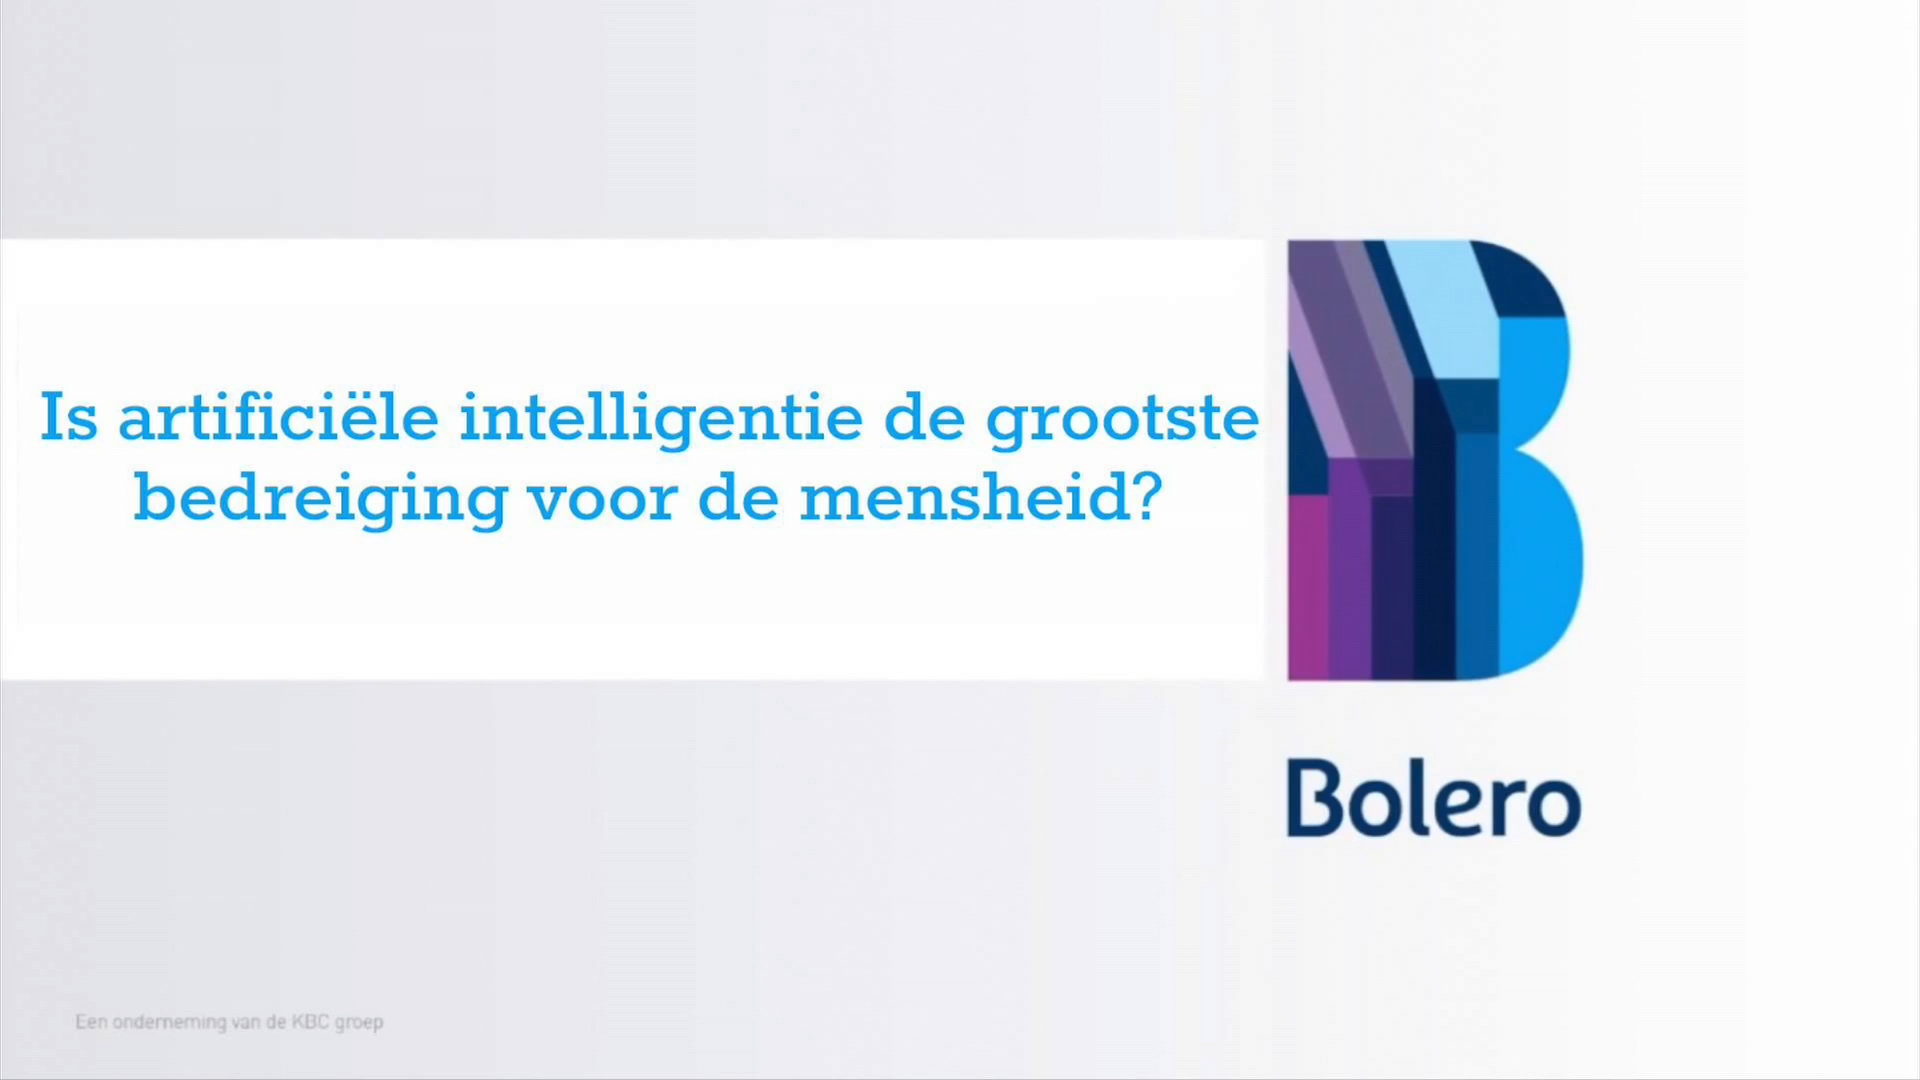 Is artificiële intelligentie de grootste
bedreiging voor de mensheid?
Bolero
Een onderneming van de KBC groep